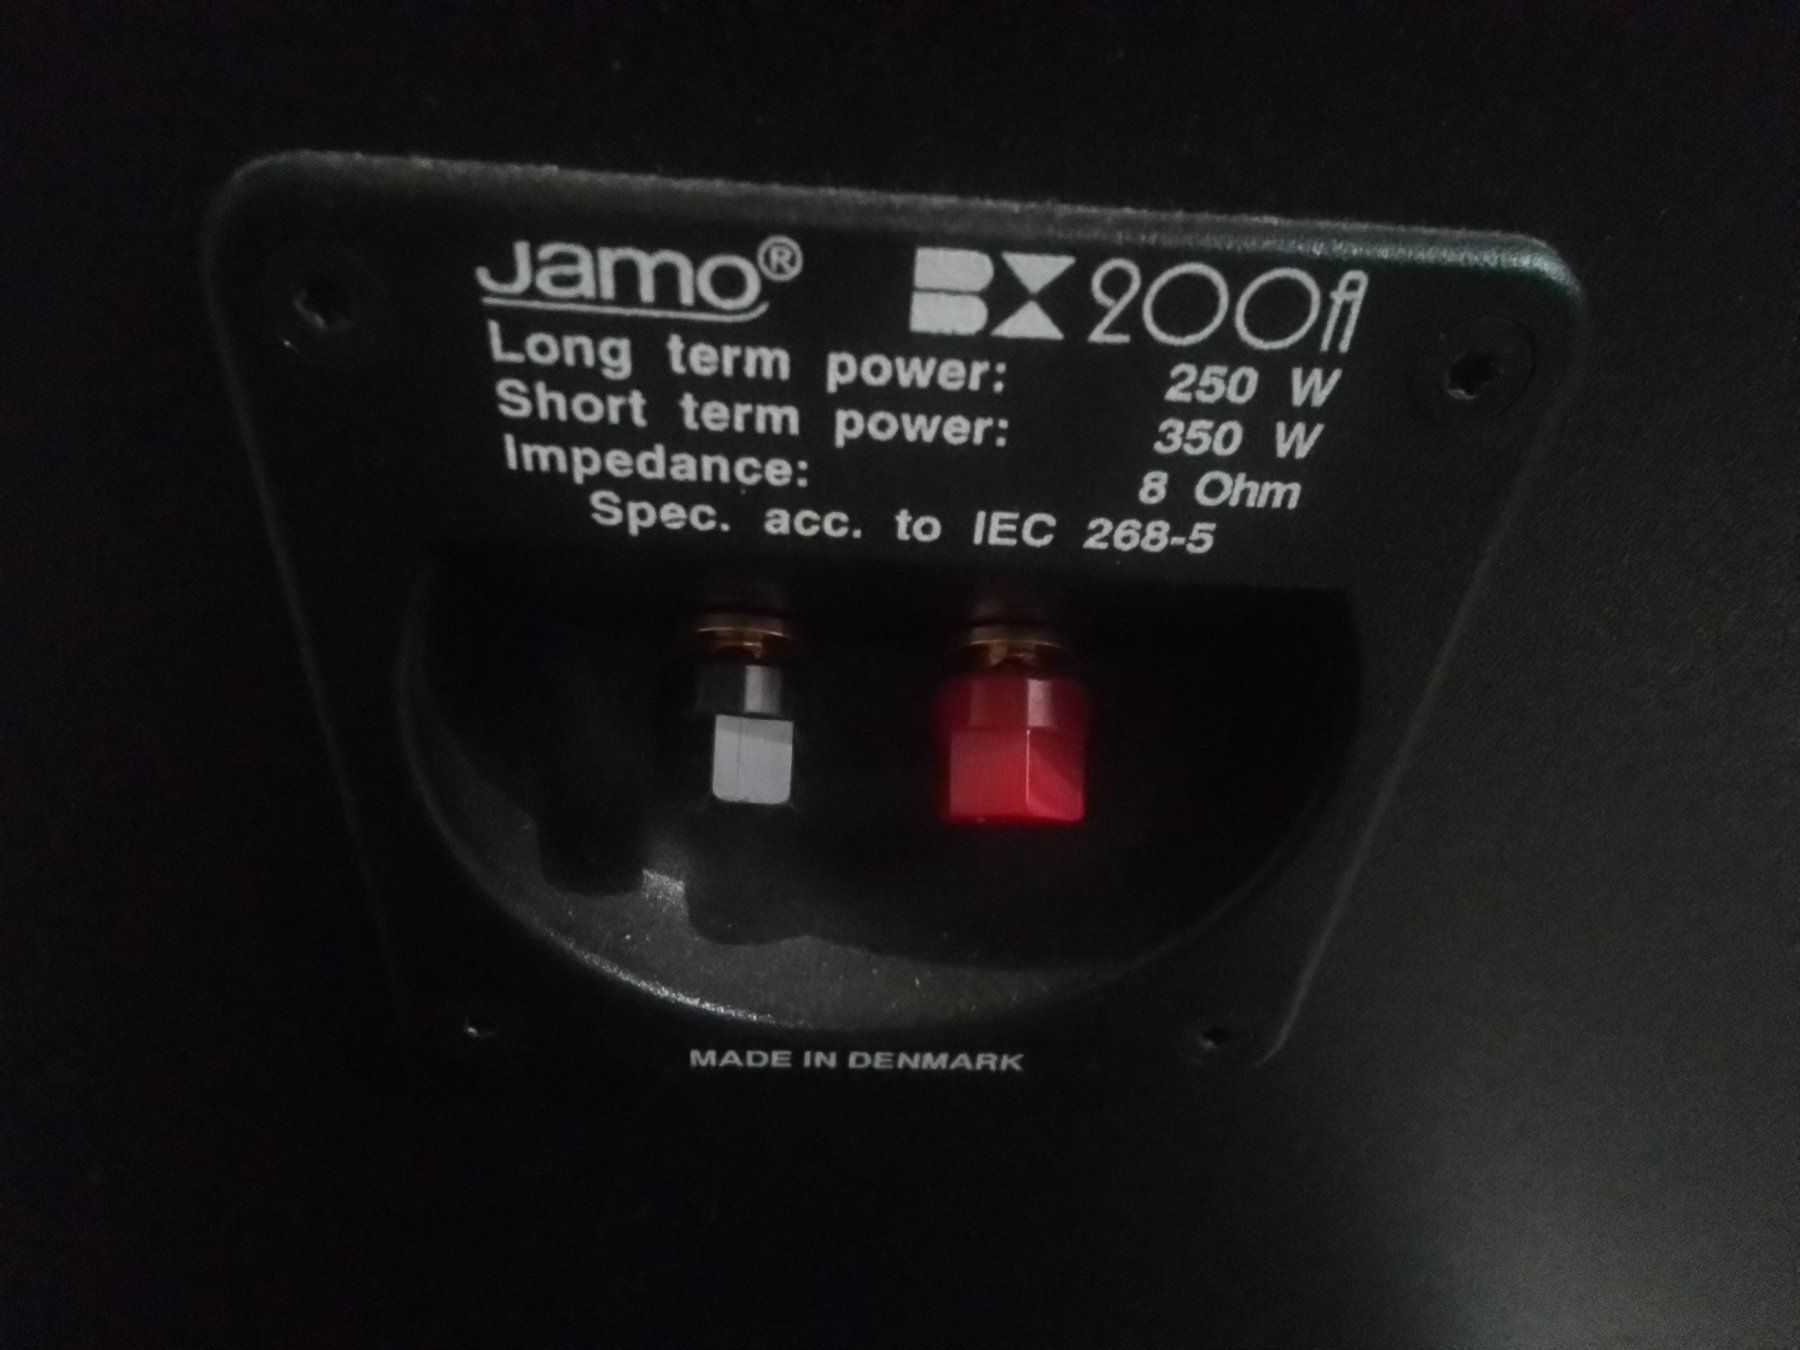 Jamo® BX 200fl
Long term power: 250 W
Short term power: 350 W
Impedance: 8 Ohm
Spec. acc. to IEC 268-5
MADE IN DENMARK